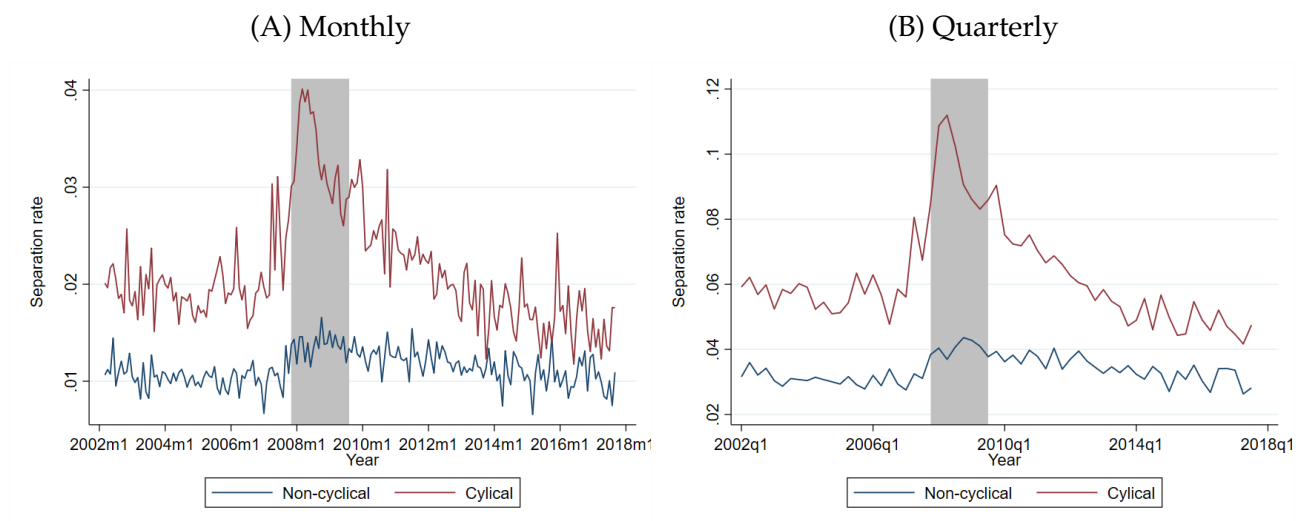 (A) Monthly
.04
.03
.02
.01
Separation rate
2002m1 2004m1 2006m1 2008m1 2010m1 2012m1 2014m1 2016m1 2018m1
Year
Non-cyclical Cylical
(B) Quarterly
.12
.1
.08
.06
.04
.02
Separation rate
2002q1 2006q1 2010q1 2014q1 2018q1
Year
Non-cyclical Cylical